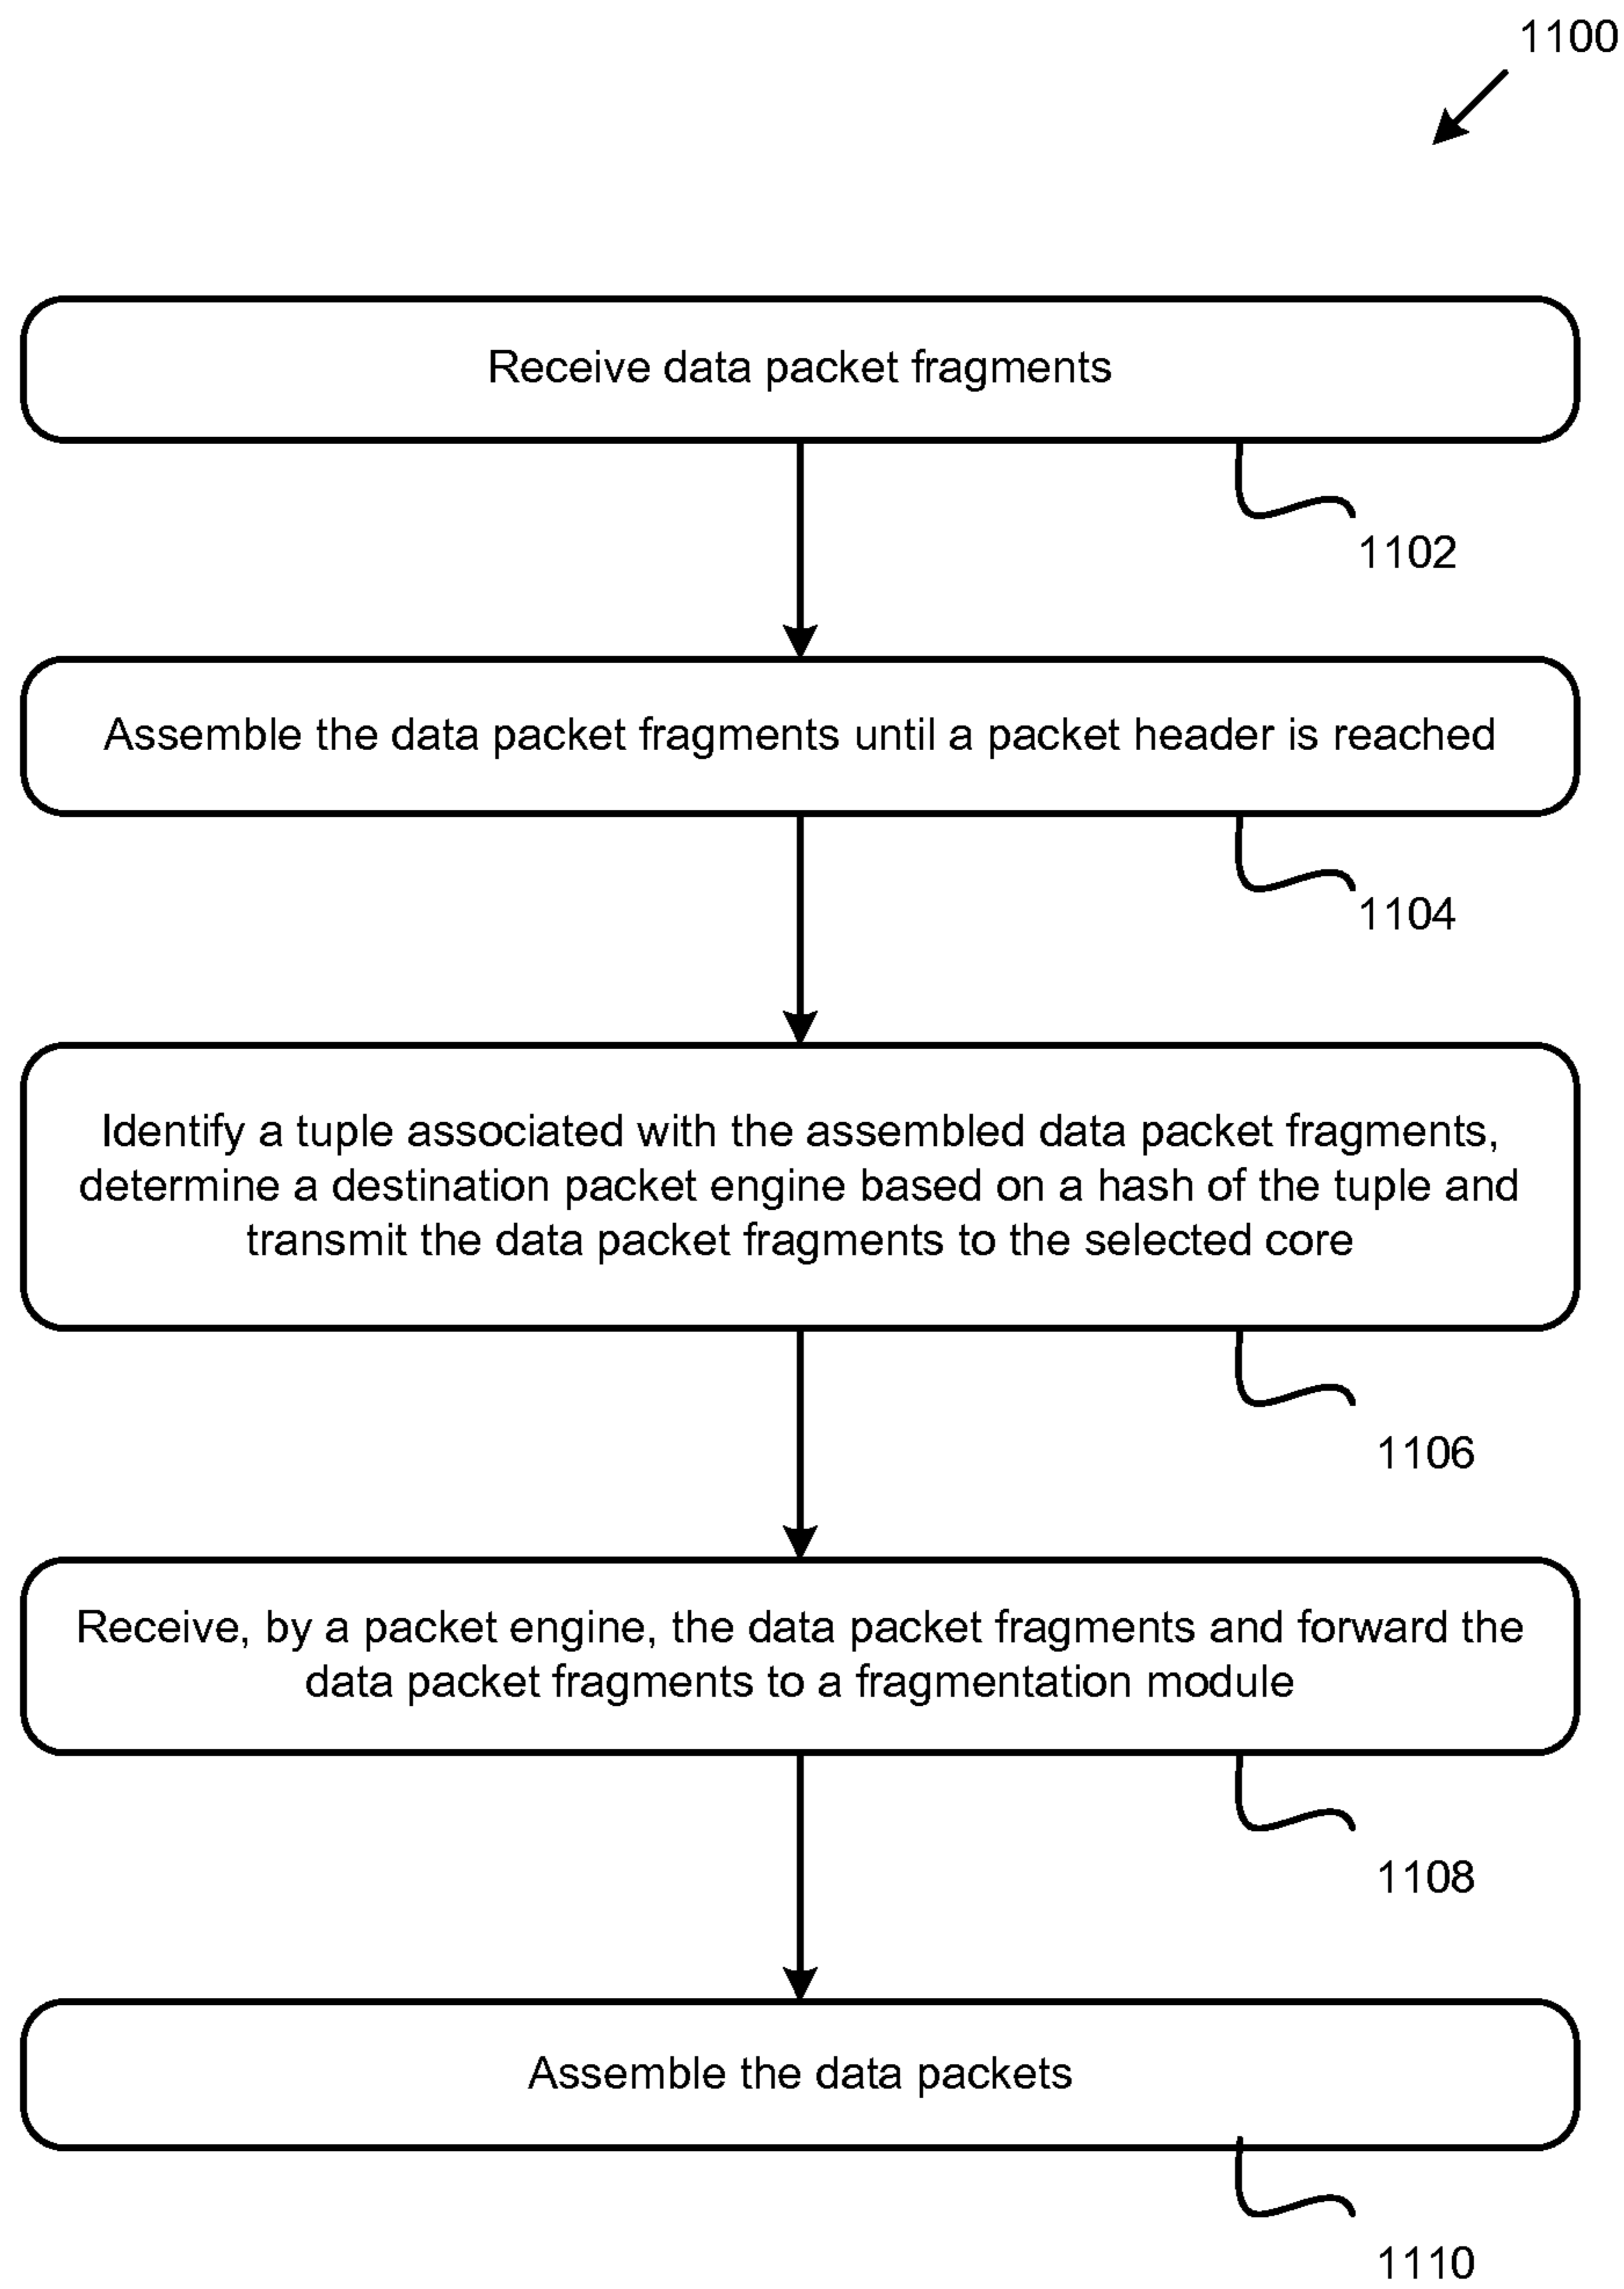 1100
Receive data packet fragments
1102
Assemble the data packet fragments until a packet header is reached
1104
Identify a tuple associated with the assembled data packet fragments,
determine a destination packet engine based on a hash of the tuple and
transmit the data packet fragments to the selected core
1106
Receive, by a packet engine, the data packet fragments and forward the
data packet fragments to a fragmentation module
1108
Assemble the data packets
1110